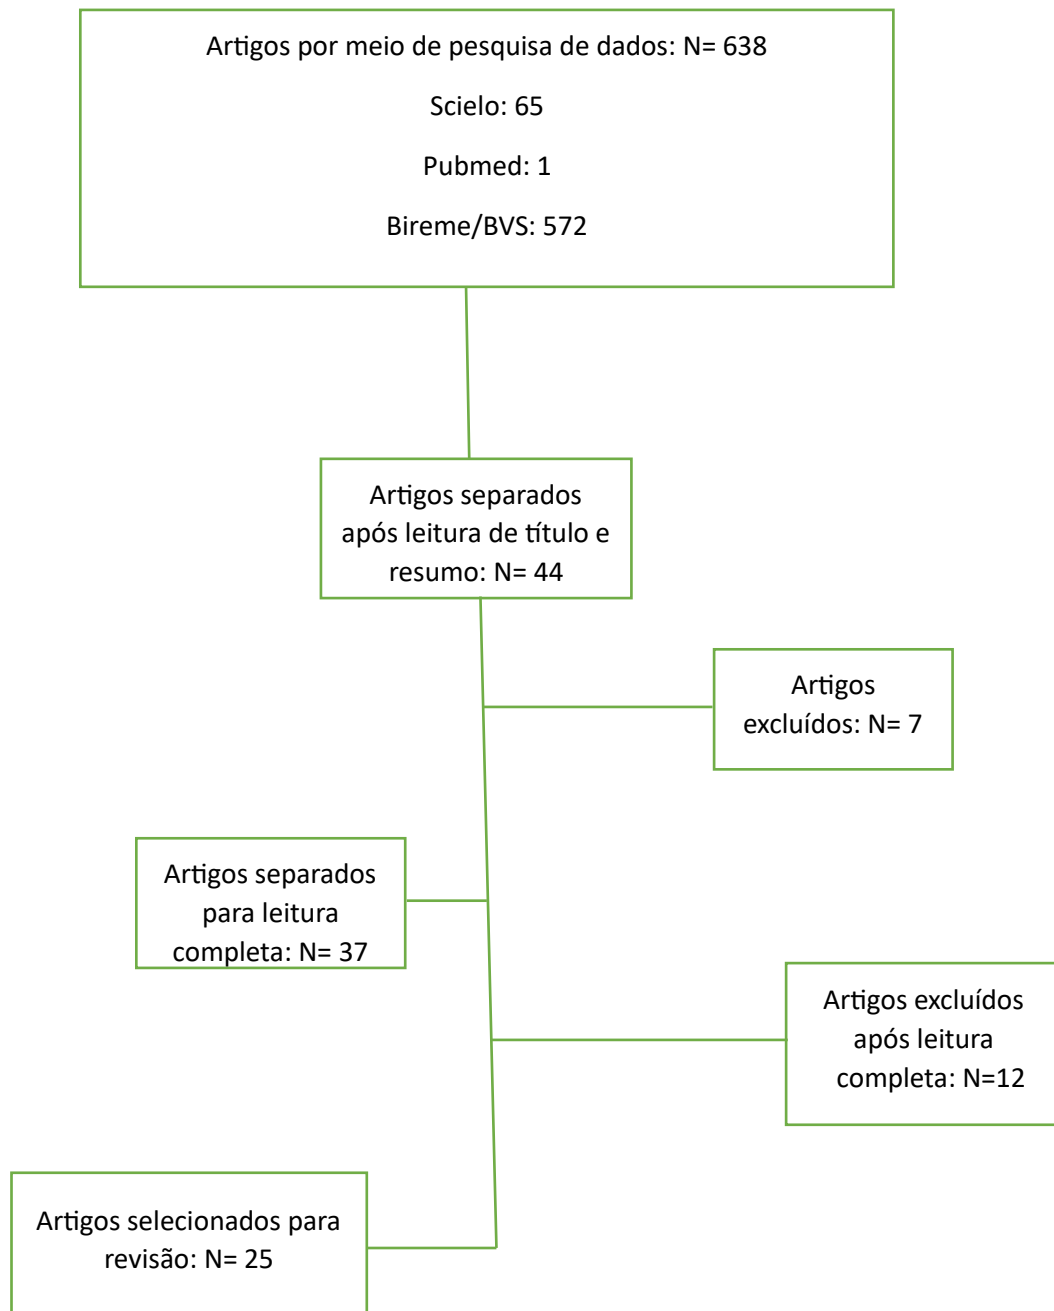 Artigos por meio de pesquisa de dados: N= 638
Scielo: 65
Pubmed: 1
Bireme/BVS: 572
Artigos separados
após leitura de título e
resumo: N= 44
Artigos
excluídos: N= 7
Artigos separados
para leitura
completa: N= 37
Artigos excluídos
após leitura
completa: N=12
Artigos selecionados para
revisão: N= 25